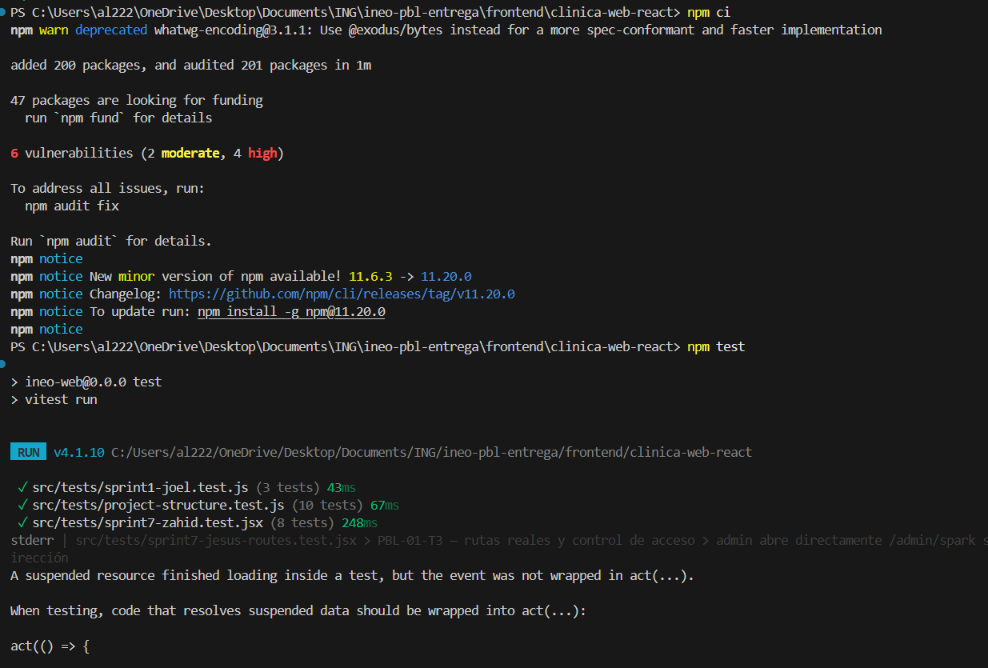 PS C:\Users\al222\OneDrive\Desktop\Documents\ING\ineo-pbl-entrega\frontend\clinica-web-react> npm ci
npm warn deprecated whatwg-encoding@3.1.1: Use @exodus/bytes instead for a more spec-conformant and faster implementation
added 200 packages, and audited 201 packages in 1m
47 packages are looking for funding
run `npm fund` for details
6 vulnerabilities (2 moderate, 4 high)
To address all issues, run:
npm audit fix
Run `npm audit` for details.
npm notice
npm notice New minor version of npm available! 11.6.3 -> 11.20.0
npm notice Changelog: https://github.com/npm/cli/releases/tag/v11.20.0
npm notice To update run: npm install -g npm@11.20.0
npm notice
PS C:\Users\al222\OneDrive\Desktop\Documents\ING\ineo-pbl-entrega\frontend\clinica-web-react> npm test
> ineo-web@0.0.0 test
> vitest run
RUN v4.1.10 C:/Users/al222/OneDrive/Desktop/Documents/ING/ineo-pbl-entrega/frontend/clinica-web-react
✓ src/tests/sprint1-joel.test.js (3 tests) 43ms
✓ src/tests/project-structure.test.js (10 tests) 67ms
✓ src/tests/sprint7-zahid.test.jsx (8 tests) 248ms
stderr | src/tests/sprint7-jesus-routes.test.jsx > PBL-01-T3 — rutas reales y control de acceso > admin abre directamente /admin/spark s
irección
A suspended resource finished loading inside a test, but the event was not wrapped in act(...).
When testing, code that resolves suspended data should be wrapped into act(...):
act(() => {